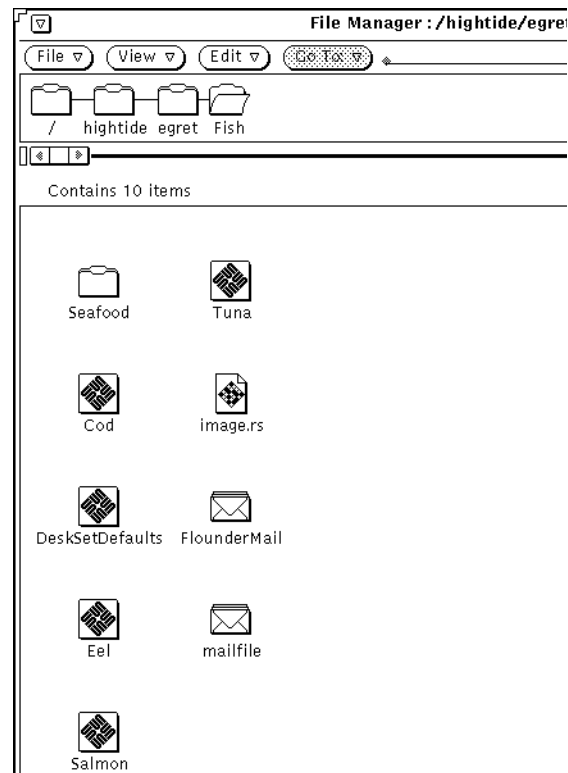 File Manager : /hightide/egret
File View Edit Go To:
/ hightide egret Fish
Contains 10 items
Seafood Tuna
Cod image.rs
DeskSetDefaults FlounderMail
Eel mailfile
Salmon